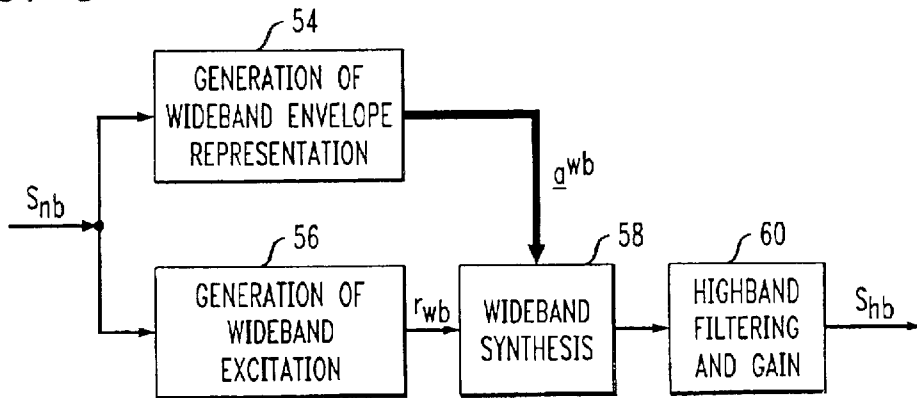 54
GENERATION OF
WIDEBAND ENVELOPE
REPRESENTATION
a^wb
S_nb
56
GENERATION OF
WIDEBAND
EXCITATION
r_wb
58
WIDEBAND
SYNTHESIS
60
HIGHBAND
FILTERING
AND GAIN
S_hb